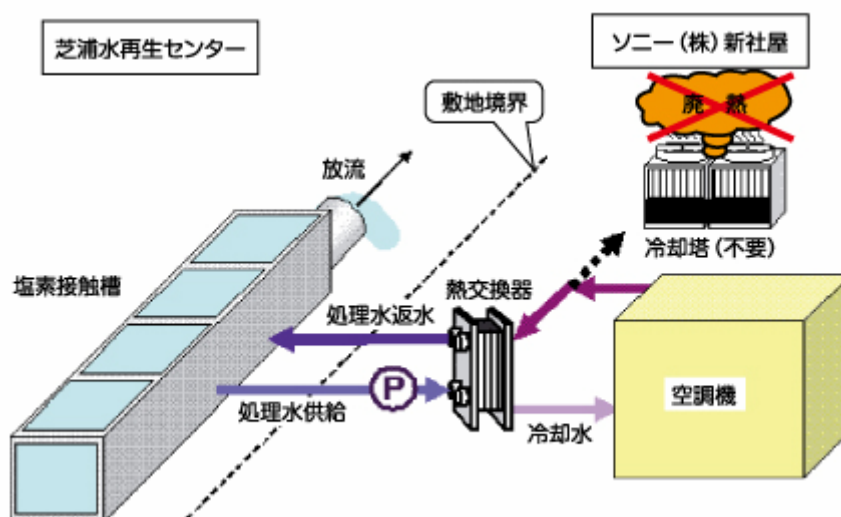 芝浦水再生センター
ソニー(株)新社屋
廃熱
敷地境界
放流
冷却塔(不要)
塩素接触槽
熱交換器
処理水返水
P
空調機
処理水供給
冷却水